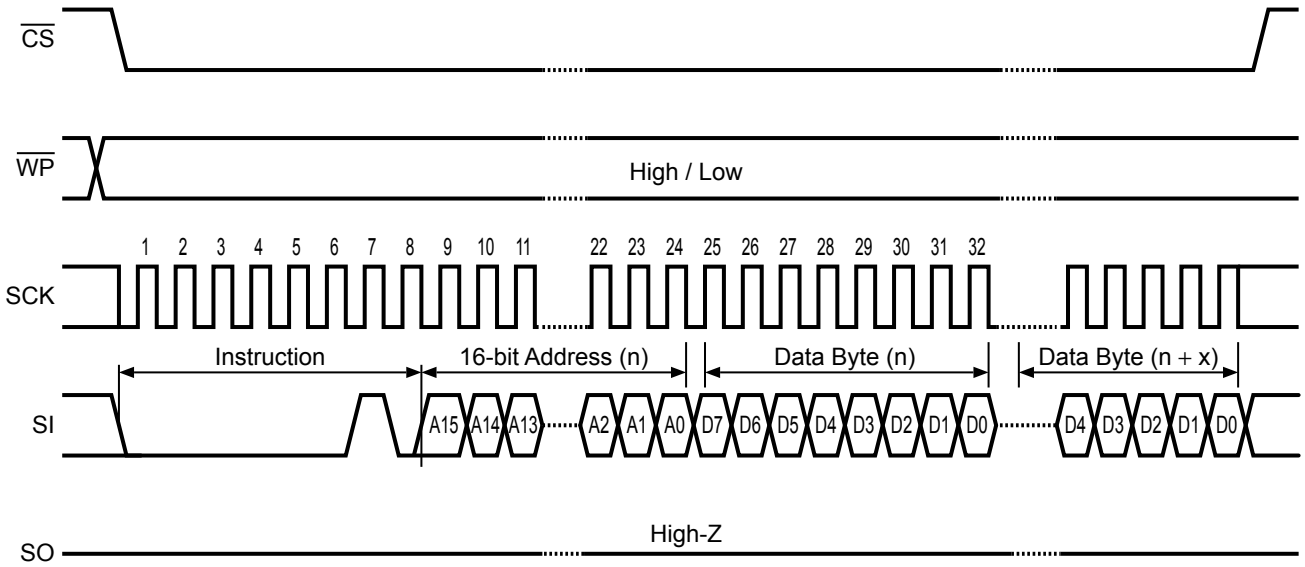 CS
WP
High / Low
1 2 3 4 5 6 7 8 9 10 11 22 23 24 25 26 27 28 29 30 31 32
SCK
Instruction 16-bit Address (n) Data Byte (n) Data Byte (n + x)
SI A15 A14 A13 A2 A1 A0 D7 D6 D5 D4 D3 D2 D1 D0 D4 D3 D2 D1 D0
High-Z
SO